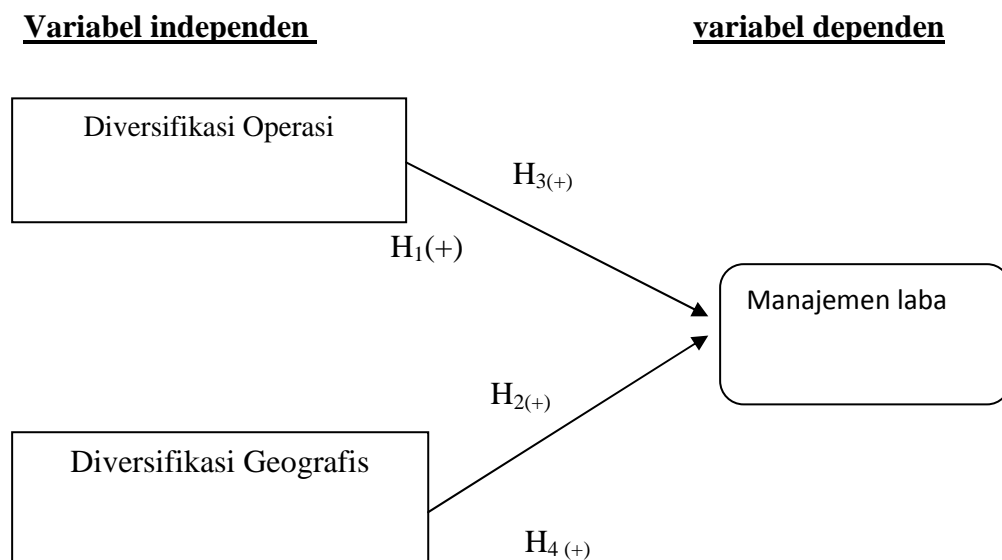 Variabel independen
variabel dependen
Diversifikasi Operasi
H3(+)
H1(+)
Manajemen laba
H2(+)
Diversifikasi Geografis
H4 (+)